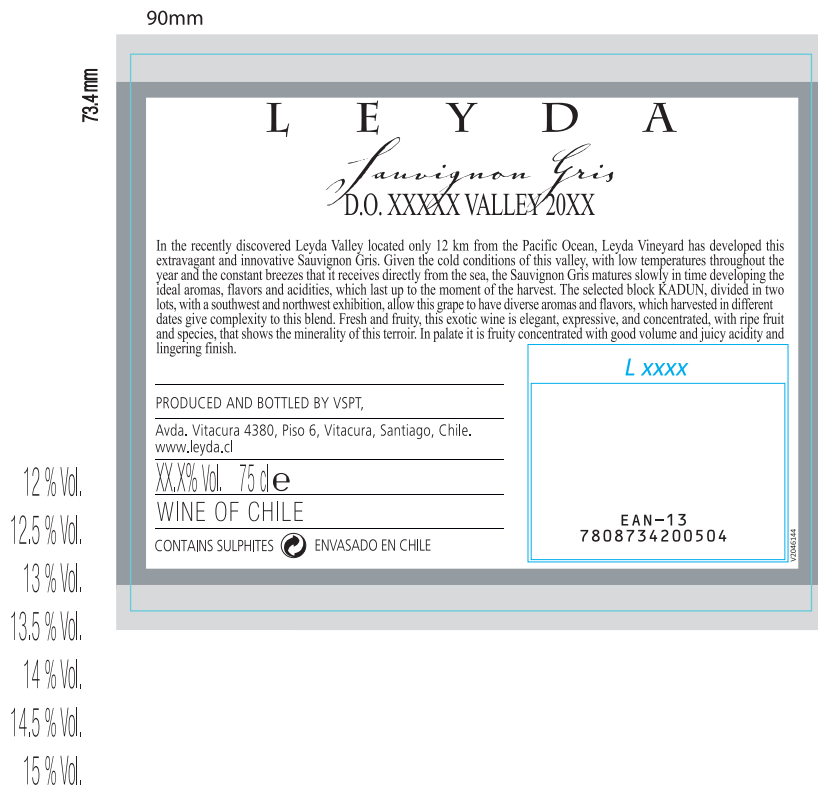 90mm
73.4 mm
L E Y D A
Sauvignon Gris
D.O. XXXXX VALLEY 20XX
In the recently discovered Leyda Valley located only 12 km from the Pacific Ocean, Leyda Vineyard has developed this
extravagant and innovative Sauvignon Gris. Given the cold conditions of this valley, with low temperatures throughout the
year and the constant breezes that it receives directly from the sea, the Sauvignon Gris matures slowly in time developing the
ideal aromas, flavors and acidities, which last up to the moment of the harvest. The selected block KADUN, divided in two
lots, with a southwest and northwest exhibition, allow this grape to have diverse aromas and flavors, which harvested in different
dates give complexity to this blend. Fresh and fruity, this exotic wine is elegant, expressive, and concentrated, with ripe fruit
and species, that shows the minerality of this terroir. In palate it is fruity concentrated with good volume and juicy acidity and
lingering finish.
L xxxx
PRODUCED AND BOTTLED BY VSPT,
Avda. Vitacura 4380, Piso 6, Vitacura, Santiago, Chile.
www.leyda.cl
XX.X% Vol. 75 cl e
WINE OF CHILE
CONTAINS SULPHITES ENVASADO EN CHILE
EAN-13
7808734200504
V2046144
12 % Vol.
12.5 % Vol.
13 % Vol.
13.5 % Vol.
14 % Vol.
14.5 % Vol.
15 % Vol.